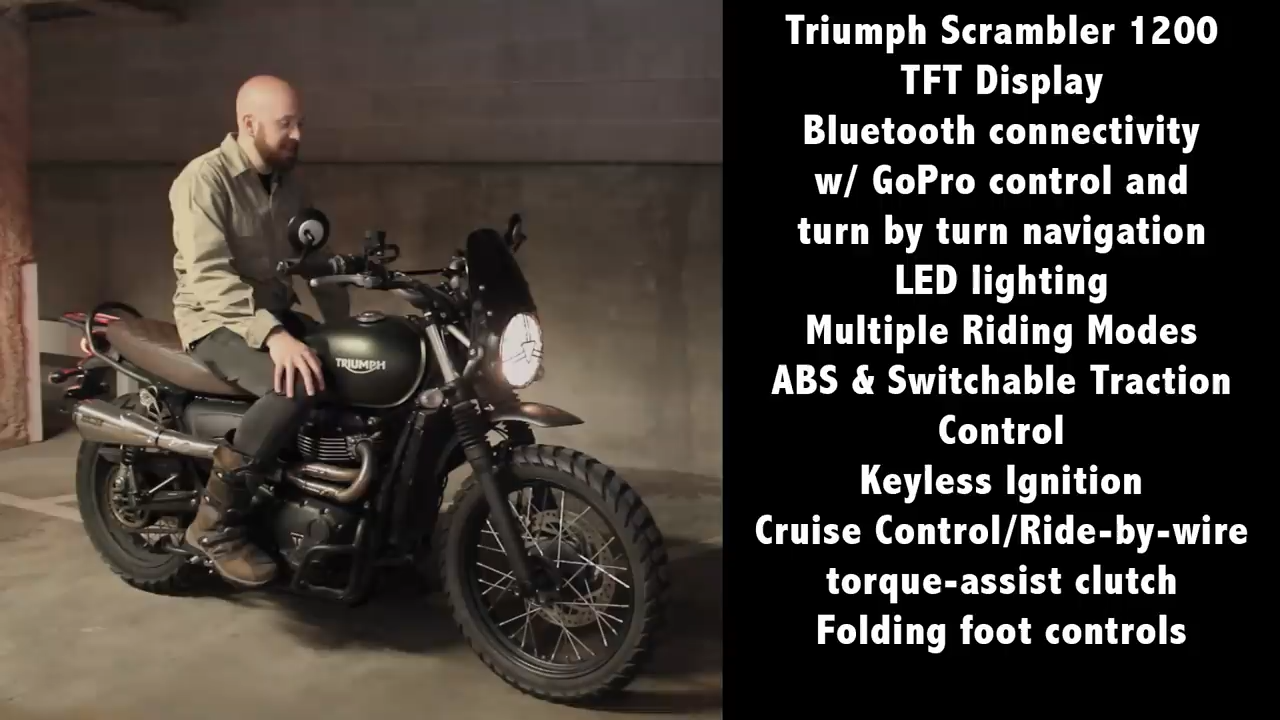 Triumph Scrambler 1200
TFT Display
Bluetooth connectivity
w/ GoPro control and
turn by turn navigation
LED lighting
Multiple Riding Modes
ABS & Switchable Traction
Control
Keyless Ignition
Cruise Control/Ride-by-wire
torque-assist clutch
Folding foot controls
TRIUMPH